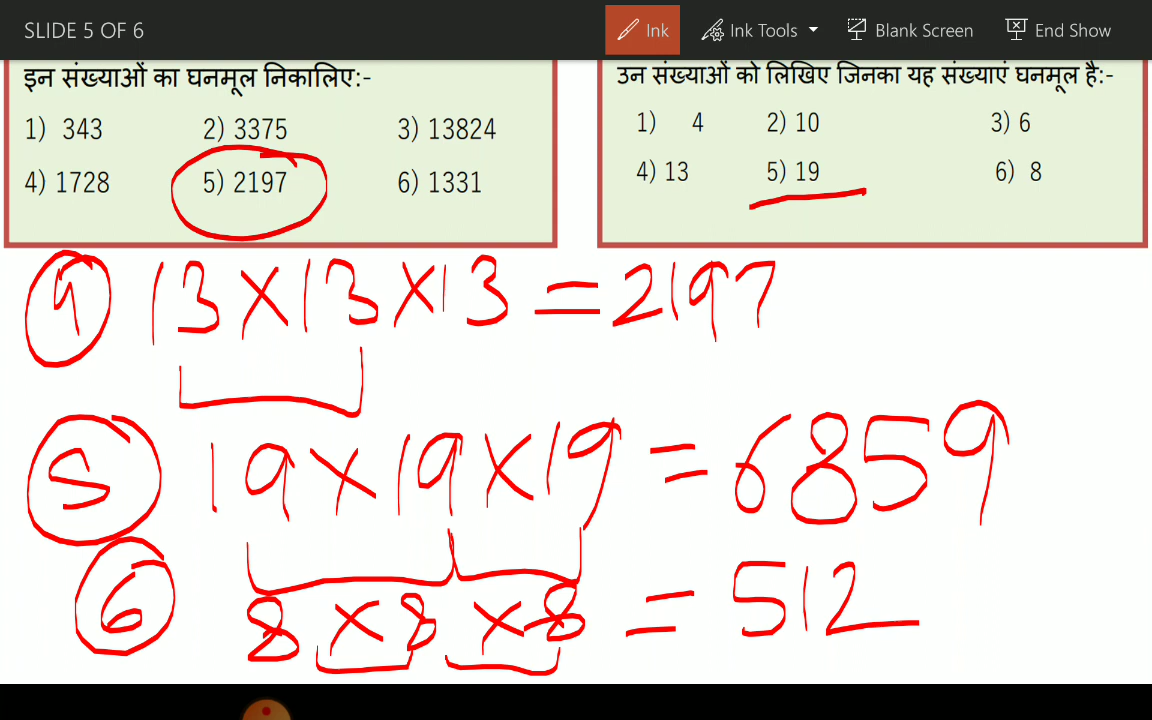 SLIDE 5 OF 6
Ink Ink Tools Blank Screen End Show
इन संख्याओं का घनमूल निकालिए:-
1) 343 2) 3375 3) 13824
4) 1728 5) 2197 6) 1331
उन संख्याओं को लिखिए जिनका यह संख्याएं घनमूल है:-
1) 4 2) 10 3) 6
4) 13 5) 19 6) 8
13 X 13 X 13 = 2197
5 19 X 19 X 19 = 6859
6 8 X 8 X 8 = 512